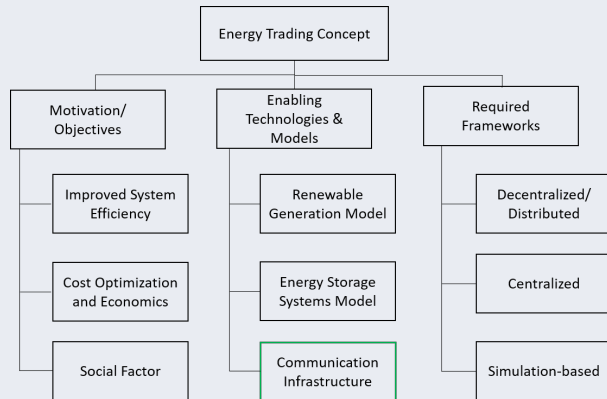 Energy Trading Concept
Motivation/
Objectives
Enabling
Technologies &
Models
Required
Frameworks
Improved System
Efficiency
Renewable
Generation Model
Decentralized/
Distributed
Cost Optimization
and Economics
Energy Storage
Systems Model
Centralized
Social Factor
Communication
Infrastructure
Simulation-based